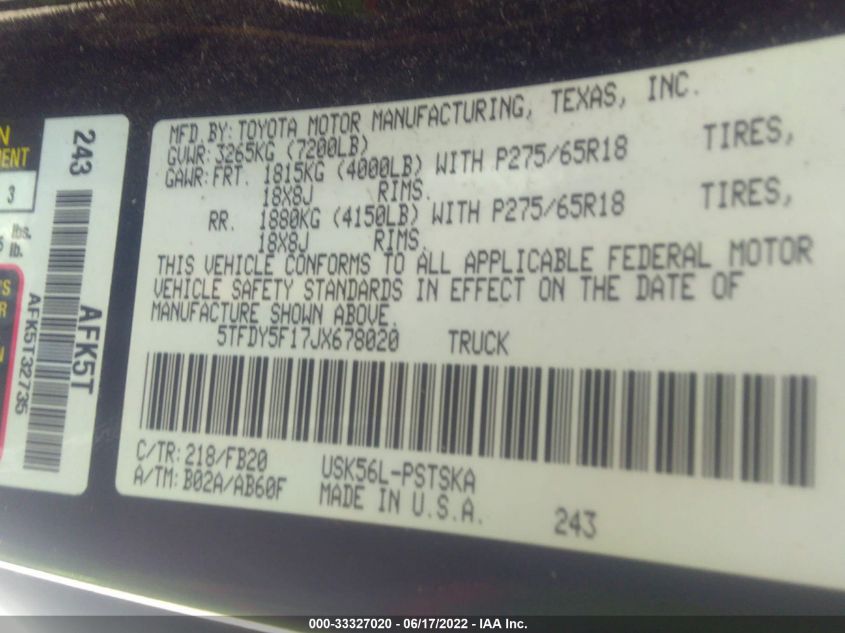 MFD. BY: TOYOTA MOTOR MANUFACTURING, TEXAS, INC.
GVWR: 3265KG (7200LB)
GAWR: FRT. 1815KG (4000LB) WITH P275/65R18 TIRES,
18X8J RIMS.
RR. 1880KG (4150LB) WITH P275/65R18 TIRES,
18X8J RIMS.
THIS VEHICLE CONFORMS TO ALL APPLICABLE FEDERAL MOTOR
VEHICLE SAFETY STANDARDS IN EFFECT ON THE DATE OF
MANUFACTURE SHOWN ABOVE.
5TFDY5F17JX678020 TRUCK
C/TR: 218/FB20 USK56L-PSTSKA
A/TM: B02A/AB60F MADE IN U.S.A. 243
243
AFK5T
AFK5T32735
3
lbs.
lb.
000-33327020 - 06/17/2022 - IAA Inc.